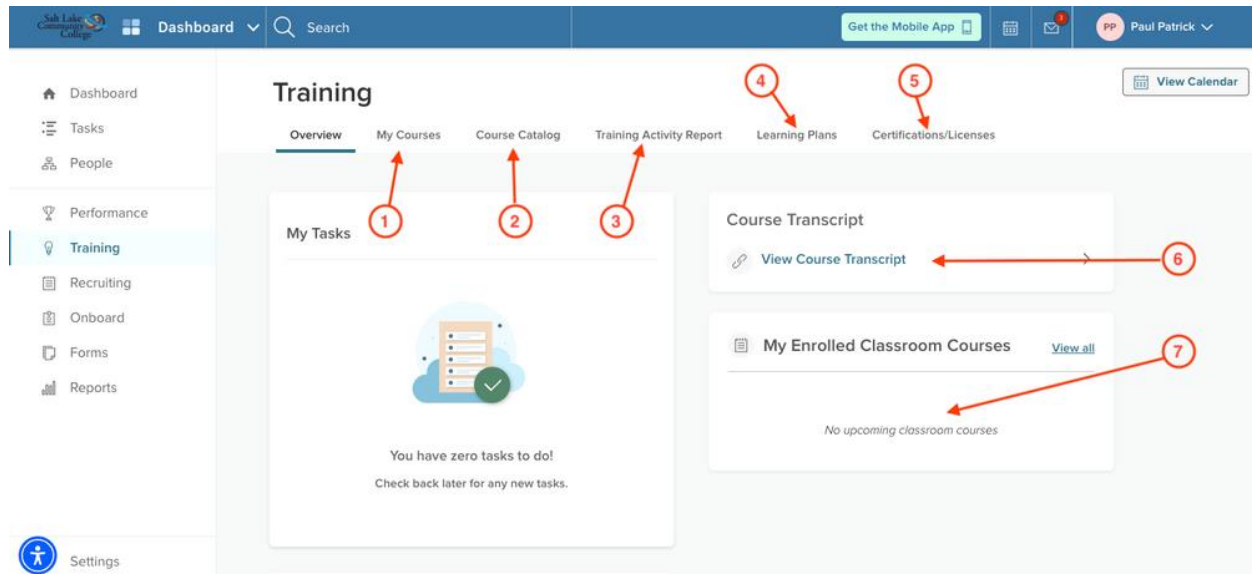 Salt Lake
Community
College
Dashboard
Search
Get the Mobile App
3
PP
Paul Patrick
Dashboard
Tasks
People
Performance
Training
Recruiting
Onboard
Forms
Reports
Settings
Training
View Calendar
4
5
Overview My Courses Course Catalog Training Activity Report Learning Plans Certifications/Licenses
1
2
3
My Tasks
You have zero tasks to do!
Check back later for any new tasks.
Course Transcript
View Course Transcript
6
My Enrolled Classroom Courses View all
7
No upcoming classroom courses